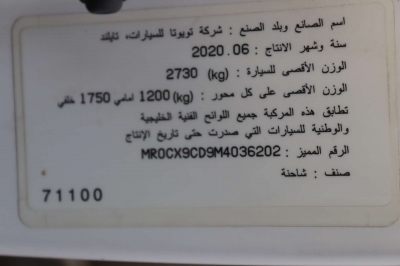 اسم الصانع وبلد الصنع : شركة تويوتا للسيارات، تايلند
سنة وشهر الانتاج : 2020.06
الوزن الأقصى للسيارة : (kg) 2730
الوزن الأقصى على كل محور : (kg) 1200 امامي 1750 خلفي
تطابق هذه المركبة جميع اللوائح الفنية الخليجية
والوطنية للسيارات التي صدرت حتى تاريخ الإنتاج
الرقم المميز : MR0CX9CD9M4036202
صنف : شاحنة
71100